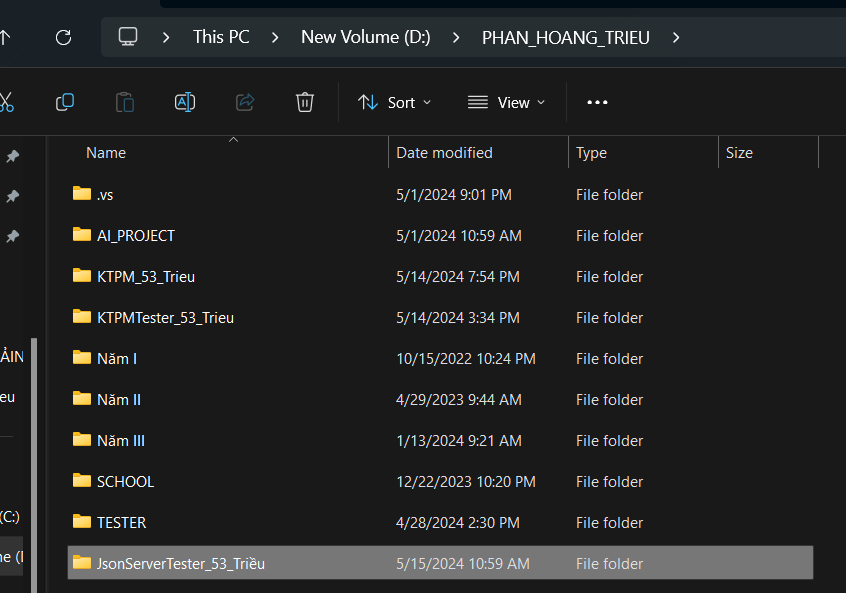 This PC > New Volume (D:) > PHAN_HOANG_TRIEU >
Sort View
Name Date modified Type Size
.vs 5/1/2024 9:01 PM File folder
AI_PROJECT 5/1/2024 10:59 AM File folder
KTPM_53_Trieu 5/14/2024 7:54 PM File folder
KTPMTester_53_Trieu 5/14/2024 3:34 PM File folder
Năm I 10/15/2022 10:24 PM File folder
ẢIN
eu
Năm II 4/29/2023 9:44 AM File folder
Năm III 1/13/2024 9:21 AM File folder
SCHOOL 12/22/2023 10:20 PM File folder
(C:)
TESTER 4/28/2024 2:30 PM File folder
JsonServerTester_53_Triều 5/15/2024 10:59 AM File folder